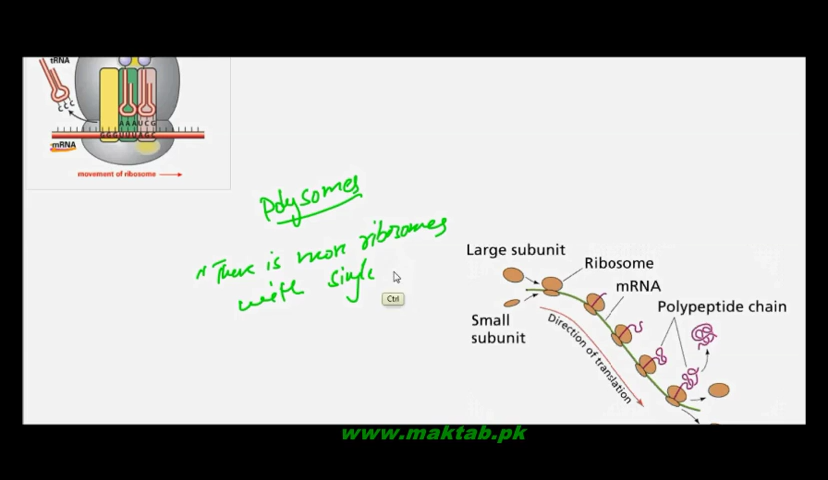 tRNA
AAAUCG
mRNA
movement of ribosome
Polysomes
"There is more ribosomes
with single
Ctrl
Large subunit
Ribosome
mRNA
Polypeptide chain
Small
subunit
Direction of translation
www.maktab.pk